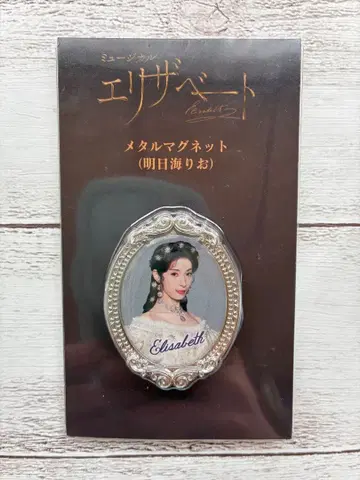 ミュージカル
エリザベート
Elisabeth
メタルマグネット
(明日海りお)
Elisabeth